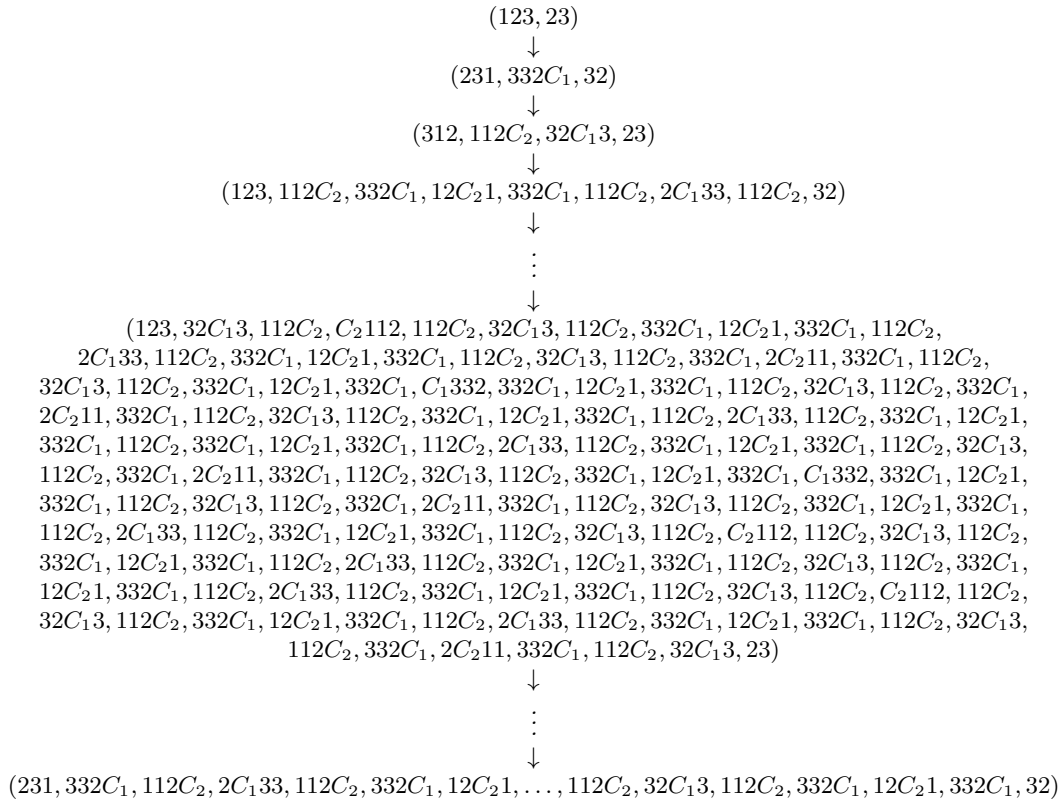 (123, 23)
↓
(231, 332C₁, 32)
↓
(312, 112C₂, 32C₁3, 23)
↓
(123, 112C₂, 332C₁, 12C₂1, 332C₁, 112C₂, 2C₁33, 112C₂, 32)
↓
⋮
↓
(123, 32C₁3, 112C₂, C₂112, 112C₂, 32C₁3, 112C₂, 332C₁, 12C₂1, 332C₁, 112C₂,
2C₁33, 112C₂, 332C₁, 12C₂1, 332C₁, 112C₂, 32C₁3, 112C₂, 332C₁, 2C₂11, 332C₁, 112C₂,
32C₁3, 112C₂, 332C₁, 12C₂1, 332C₁, C₁332, 332C₁, 12C₂1, 332C₁, 112C₂, 32C₁3, 112C₂, 332C₁,
2C₂11, 332C₁, 112C₂, 32C₁3, 112C₂, 332C₁, 12C₂1, 332C₁, 112C₂, 2C₁33, 112C₂, 332C₁, 12C₂1,
332C₁, 112C₂, 332C₁, 12C₂1, 332C₁, 112C₂, 2C₁33, 112C₂, 332C₁, 12C₂1, 332C₁, 112C₂, 32C₁3,
112C₂, 332C₁, 2C₂11, 332C₁, 112C₂, 32C₁3, 112C₂, 332C₁, 12C₂1, 332C₁, C₁332, 332C₁, 12C₂1,
332C₁, 112C₂, 32C₁3, 112C₂, 332C₁, 2C₂11, 332C₁, 112C₂, 32C₁3, 112C₂, 332C₁, 12C₂1, 332C₁,
112C₂, 2C₁33, 112C₂, 332C₁, 12C₂1, 332C₁, 112C₂, 32C₁3, 112C₂, C₂112, 112C₂, 32C₁3, 112C₂,
332C₁, 12C₂1, 332C₁, 112C₂, 2C₁33, 112C₂, 332C₁, 12C₂1, 332C₁, 112C₂, 32C₁3, 112C₂, 332C₁,
12C₂1, 332C₁, 112C₂, 2C₁33, 112C₂, 332C₁, 12C₂1, 332C₁, 112C₂, 32C₁3, 112C₂, C₂112, 112C₂,
32C₁3, 112C₂, 332C₁, 12C₂1, 332C₁, 112C₂, 2C₁33, 112C₂, 332C₁, 12C₂1, 332C₁, 112C₂, 32C₁3,
112C₂, 332C₁, 2C₂11, 332C₁, 112C₂, 32C₁3, 23)
↓
⋮
↓
(231, 332C₁, 112C₂, 2C₁33, 112C₂, 332C₁, 12C₂1, . . . , 112C₂, 32C₁3, 112C₂, 332C₁, 12C₂1, 332C₁, 32)